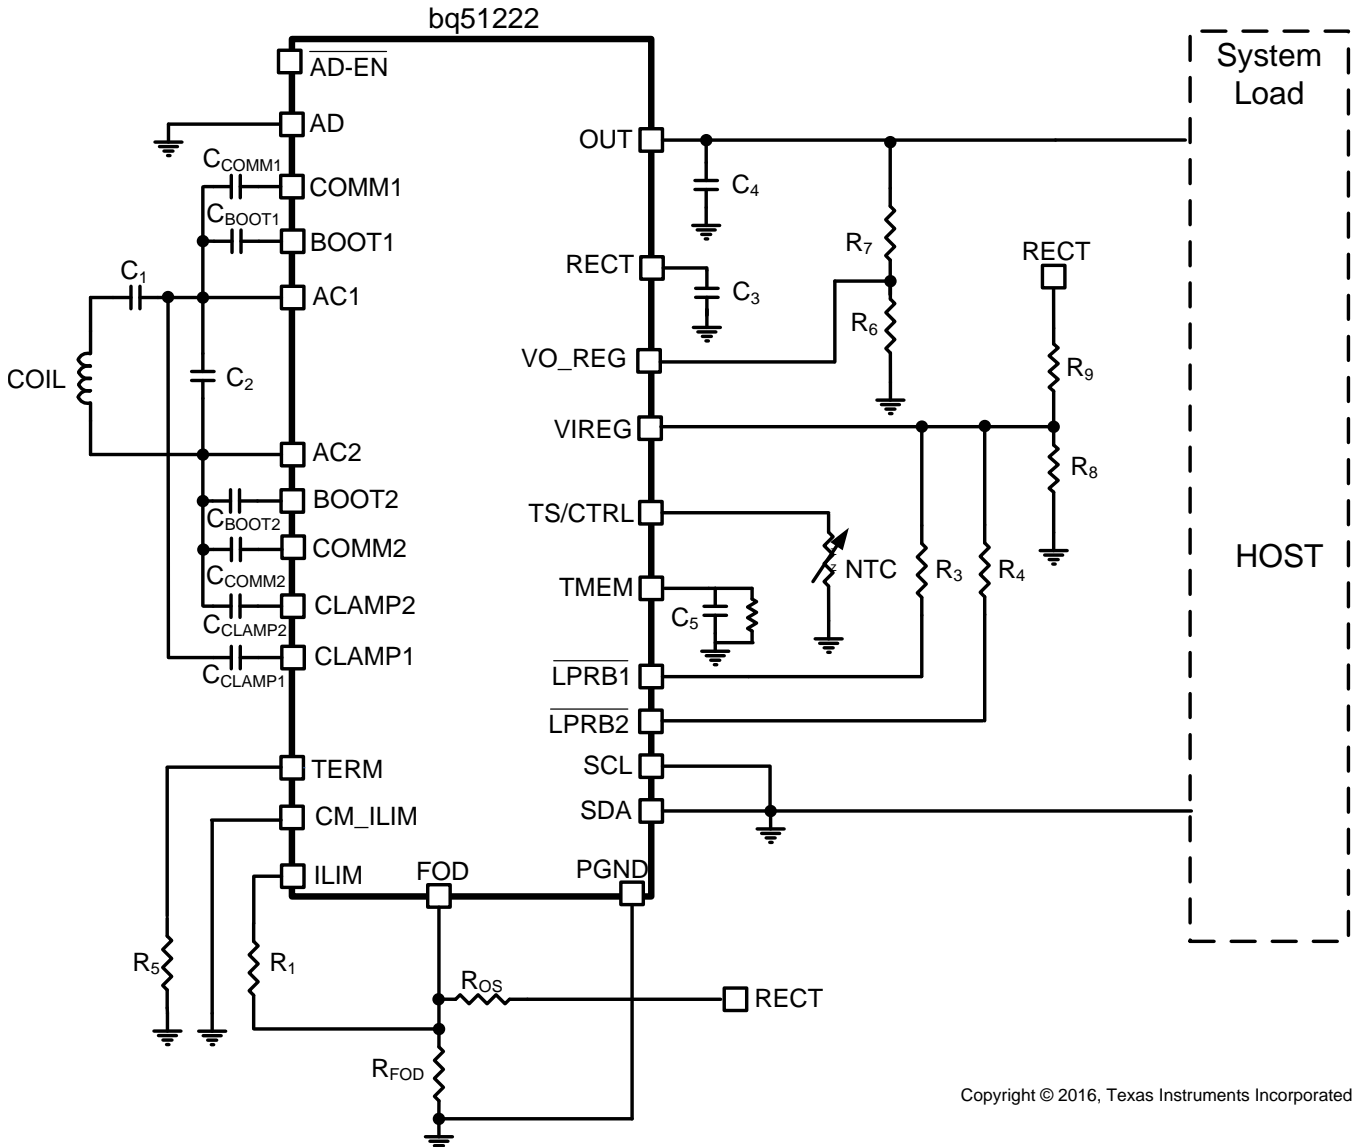 bq51222
System
Load
AD-EN
AD
OUT
CCOMM1
COMM1
C4
CBOOT1
BOOT1
R7
RECT
RECT
C1
AC1
C3
R6
VO_REG
R9
COIL
C2
VIREG
AC2
R8
BOOT2
TS/CTRL
CBOOT2
COMM2
HOST
CCOMM2
TMEM
NTC
R3
R4
CLAMP2
C5
CCLAMP2
CLAMP1
CCLAMP1
LPRB1
LPRB2
TERM
SCL
CM_ILIM
SDA
ILIM
FOD
PGND
R5
R1
ROS
RECT
RFOD
Copyright © 2016, Texas Instruments Incorporated